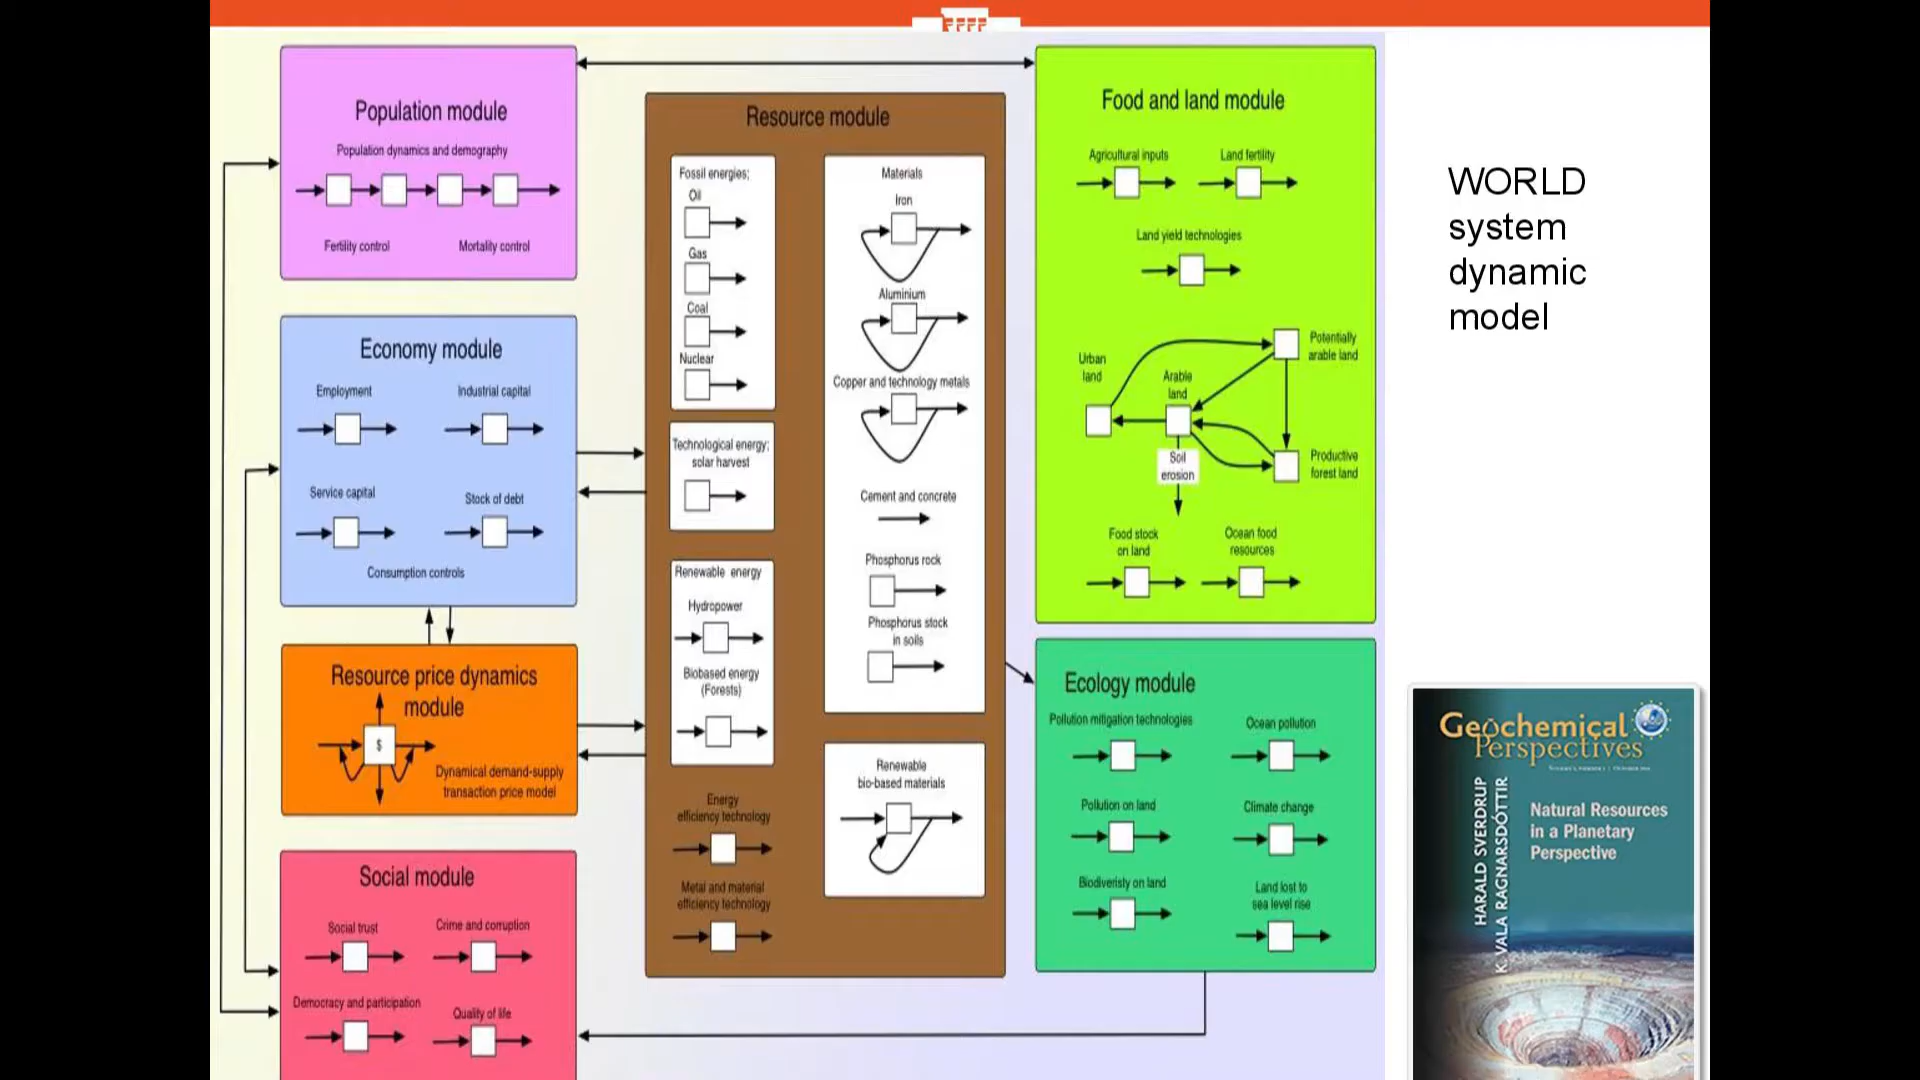 Population module
Population dynamics and demography
Fertility control
Mortality control
Economy module
Employment
Industrial capital
Service capital
Stock of debt
Consumption controls
Resource price dynamics
module
$
Dynamical demand-supply
transaction price model
Social module
Social trust
Crime and corruption
Democracy and participation
Quality of life
Resource module
Fossil energies;
Oil
Gas
Coal
Nuclear
Technological energy;
solar harvest
Renewable energy
Hydropower
Biobased energy
(Forests)
Energy
efficiency technology
Metal and material
efficiency technology
Materials
Iron
Aluminium
Copper and technology metals
Cement and concrete
Phosphorus rock
Phosphorus stock
in soils
Renewable
bio-based materials
Food and land module
Agricultural inputs
Land fertility
Land yield technologies
Urban
land
Arable
land
Potentially
arable land
Soil
erosion
Productive
forest land
Food stock
on land
Ocean food
resources
Ecology module
Pollution mitigation technologies
Ocean pollution
Pollution on land
Climate change
Biodiveristy on land
Land lost to
sea level rise
WORLD
system
dynamic
model
Geochemical
Perspectives
HARALD SVERDRUP
K. VALA RAGNARSDÓTTIR
Natural Resources
in a Planetary
Perspective